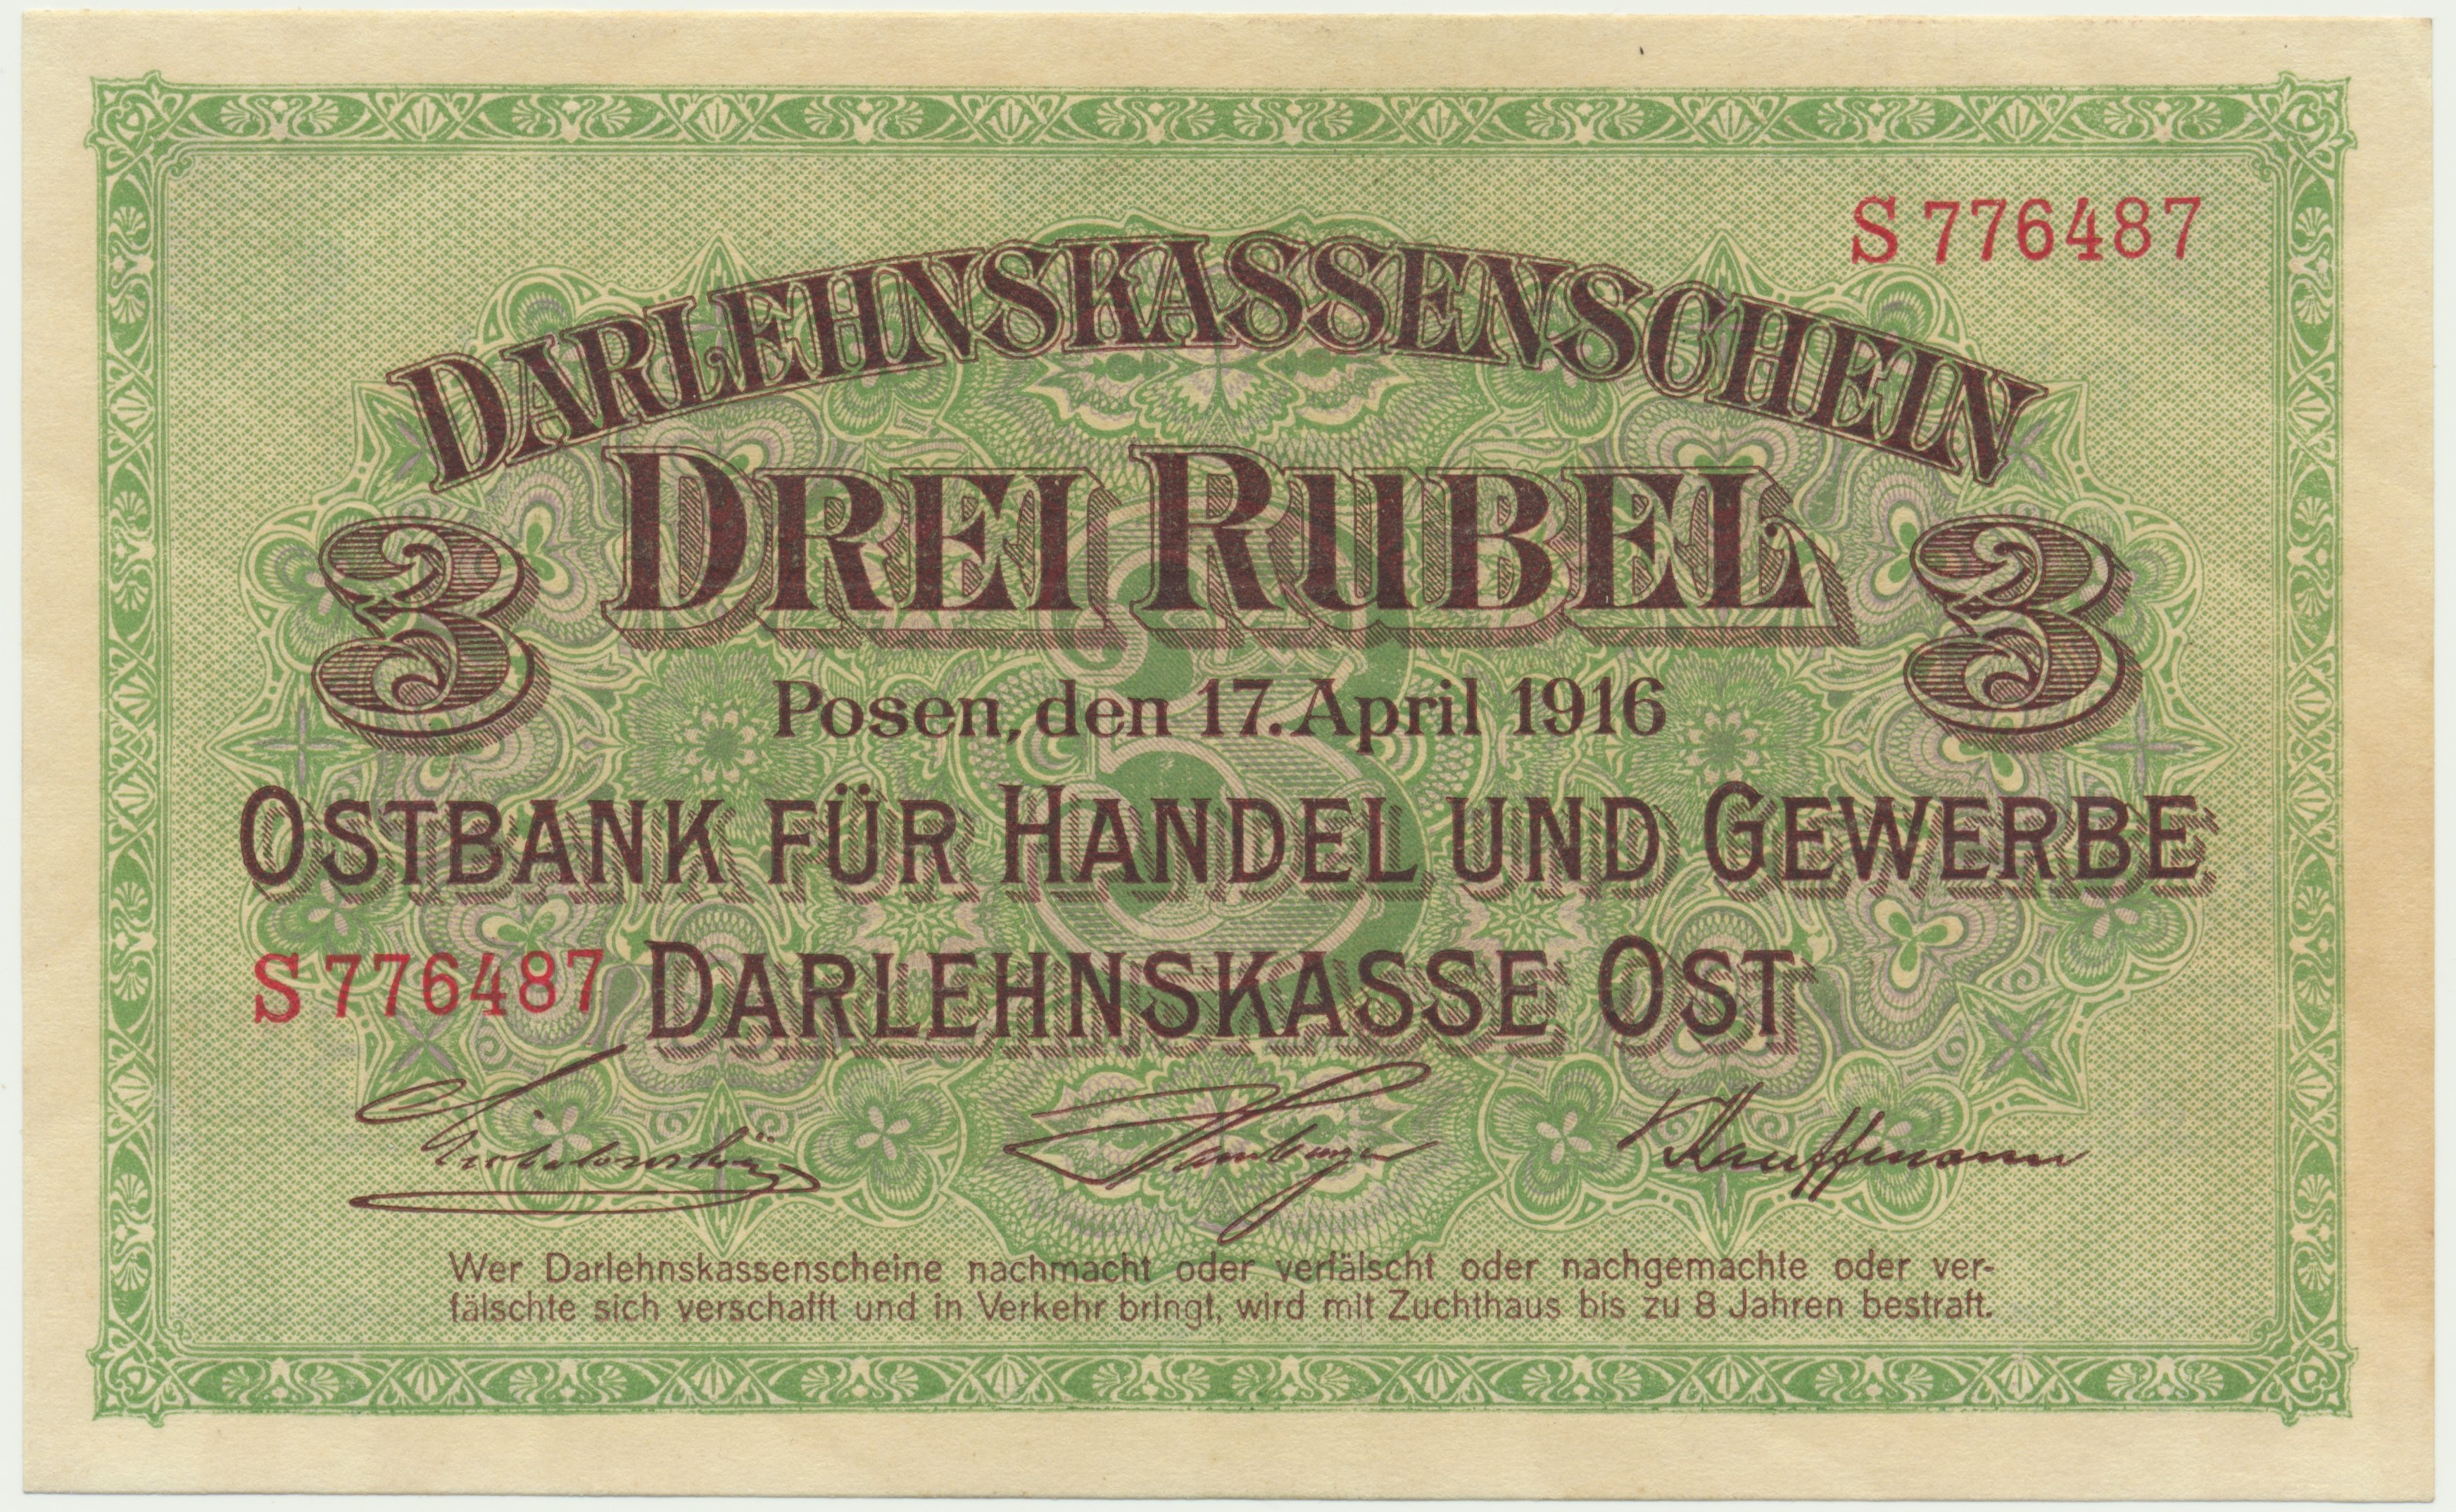 S 776487
DARLEHNSKASSENSCHEIN
3 DREI RUBEL 3
Posen, den 17. April 1916
OSTBANK FÜR HANDEL UND GEWERBE
S 776487 DARLEHNSKASSE OST
Hamburger Kauffmann
Wer Darlehnskassenscheine nachmacht oder verfälscht oder nachgemachte oder ver-
fälschte sich verschafft und in Verkehr bringt, wird mit Zuchthaus bis zu 8 Jahren bestraft.